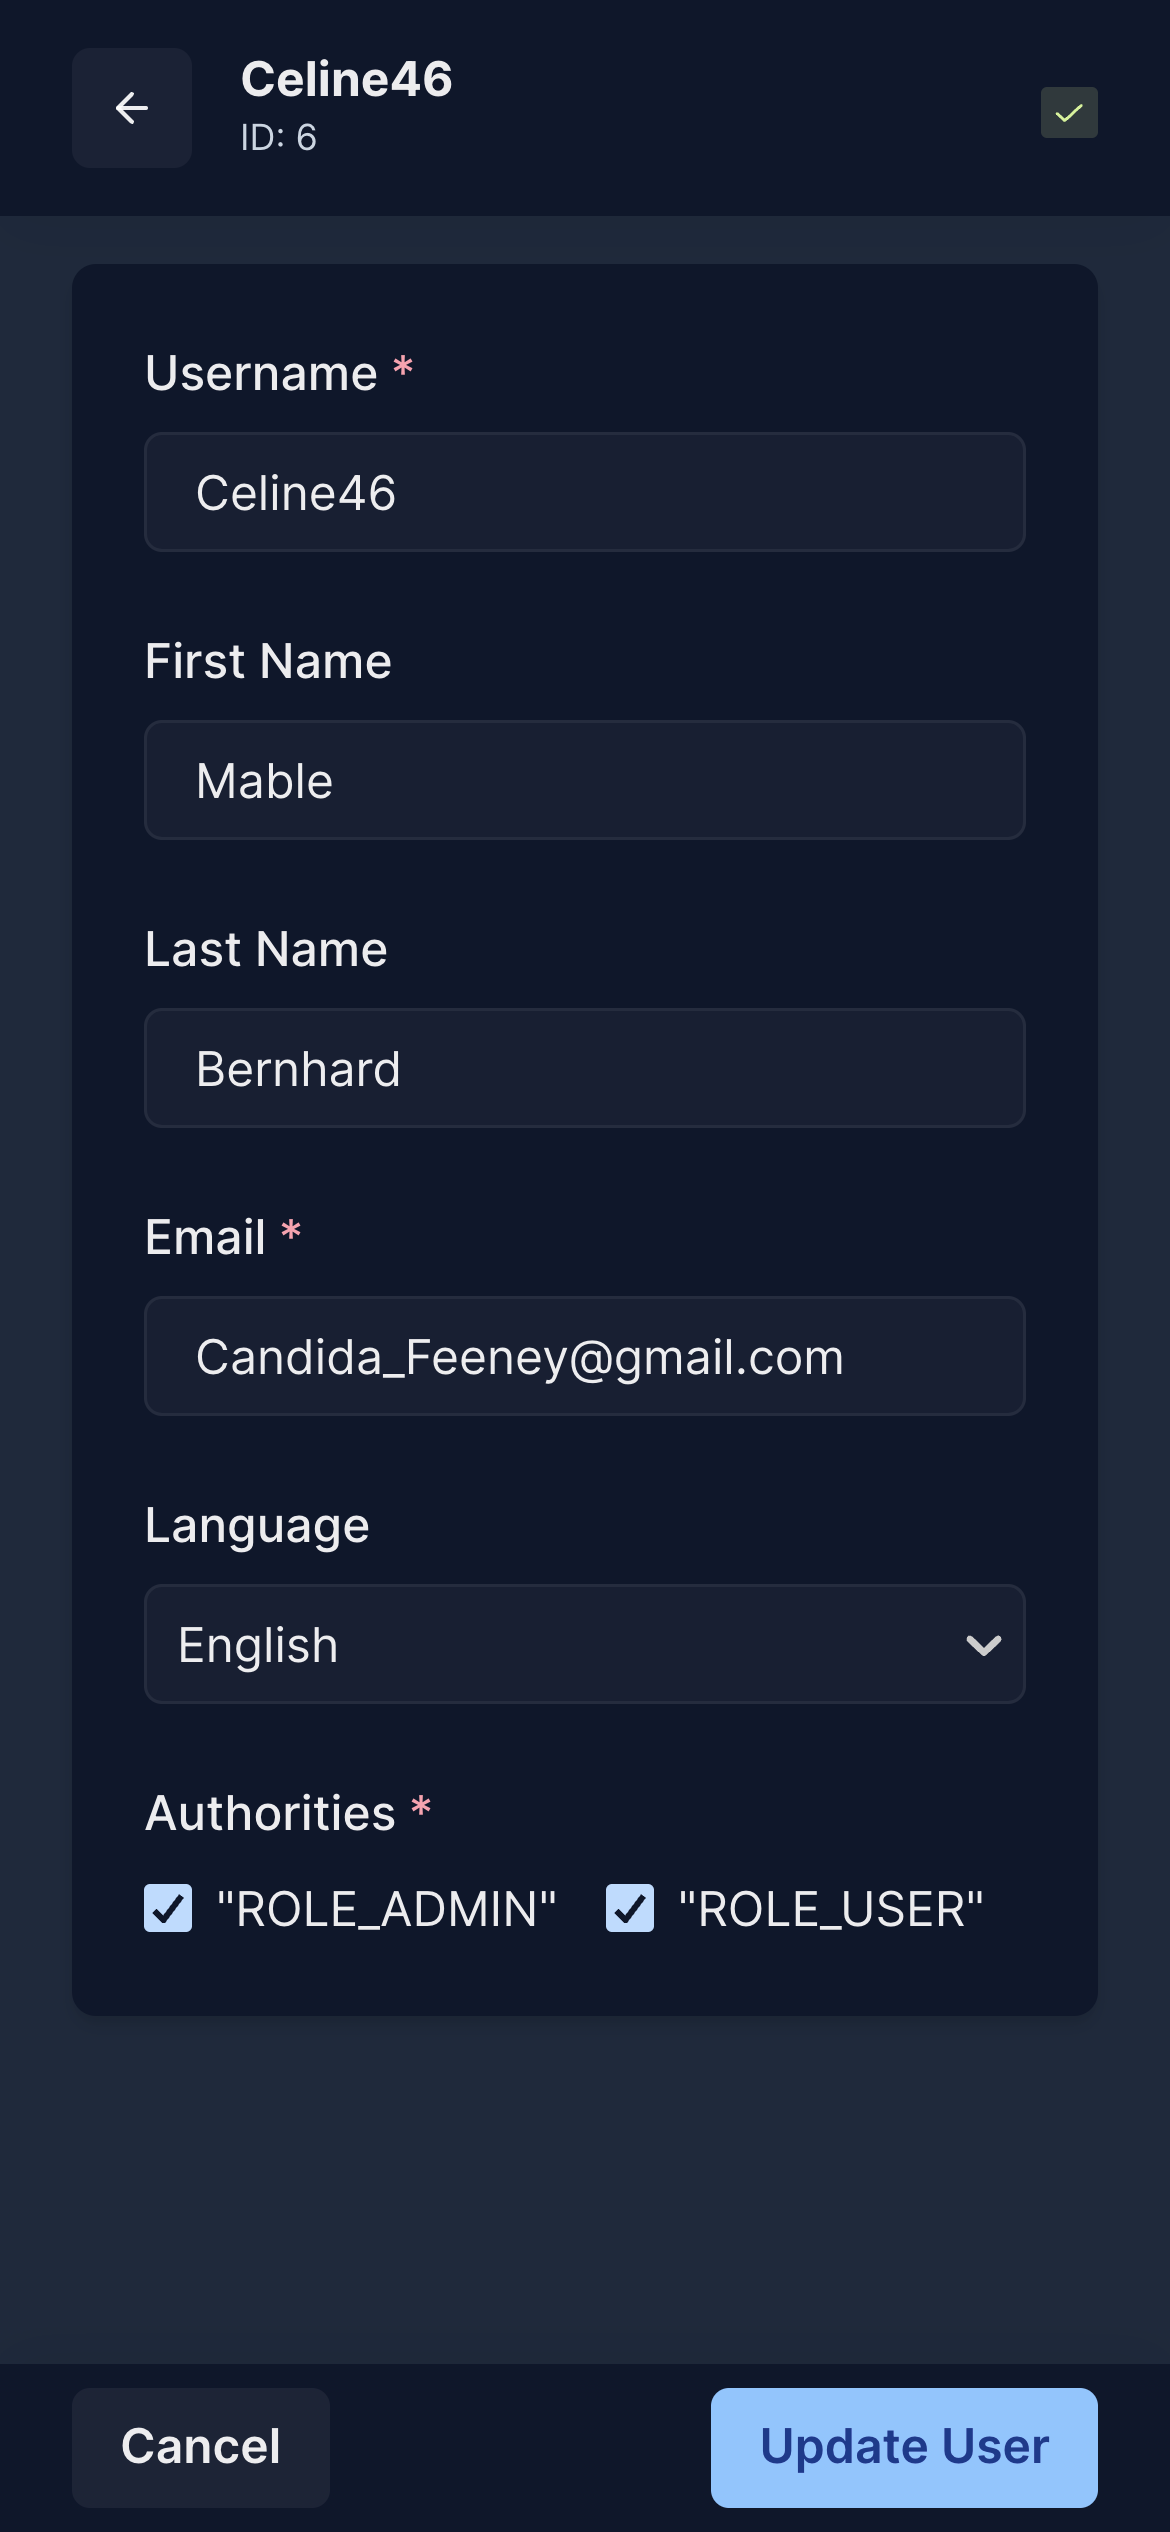 Celine46
ID: 6
Username *
Celine46
First Name
Mable
Last Name
Bernhard
Email *
Candida_Feeney@gmail.com
Language
English
Authorities *
"ROLE_ADMIN" "ROLE_USER"
Cancel Update User